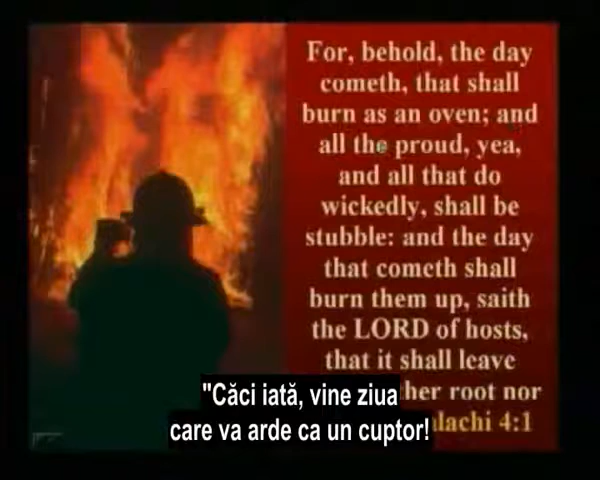 For, behold, the day
cometh, that shall
burn as an oven; and
all the proud, yea,
and all that do
wickedly, shall be
stubble: and the day
that cometh shall
burn them up, saith
the LORD of hosts,
that it shall leave
root nor
4:1
"Căci iată, vine ziua
care va arde ca un cuptor!